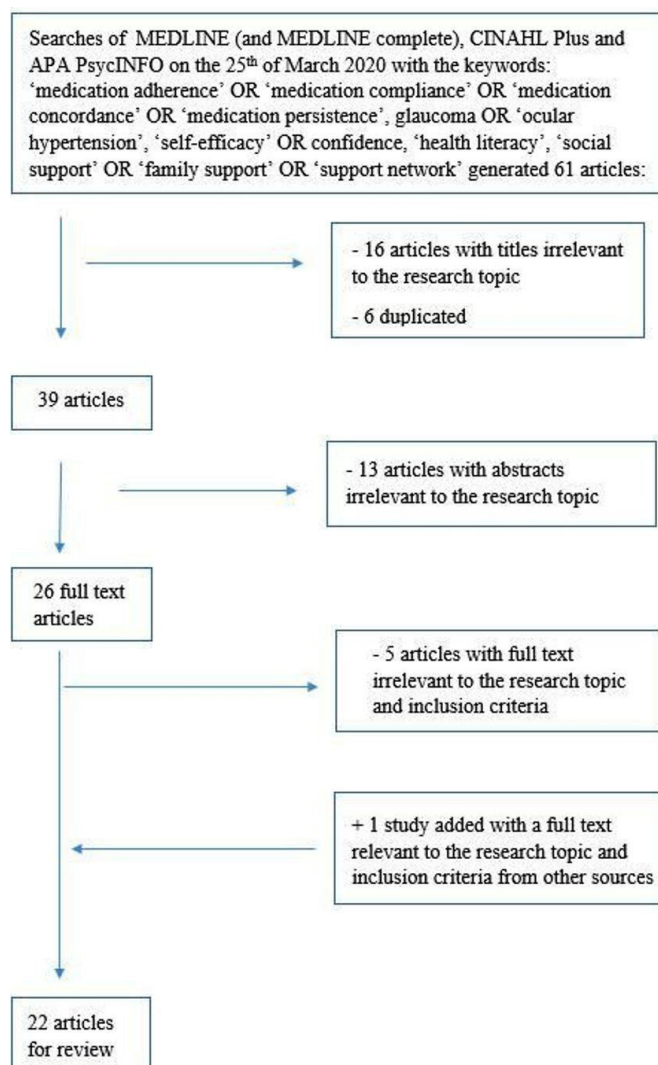 Searches of MEDLINE (and MEDLINE complete), CINAHL Plus and
APA PsycINFO on the 25th of March 2020 with the keywords:
‘medication adherence’ OR ‘medication compliance’ OR ‘medication
concordance’ OR ‘medication persistence’, glaucoma OR ‘ocular
hypertension’, ‘self-efficacy’ OR confidence, ‘health literacy’, ‘social
support’ OR ‘family support’ OR ‘support network’ generated 61 articles:
- 16 articles with titles irrelevant
to the research topic
- 6 duplicated
39 articles
- 13 articles with abstracts
irrelevant to the research topic
26 full text
articles
- 5 articles with full text
irrelevant to the research topic
and inclusion criteria
+ 1 study added with a full text
relevant to the research topic and
inclusion criteria from other sources
22 articles
for review